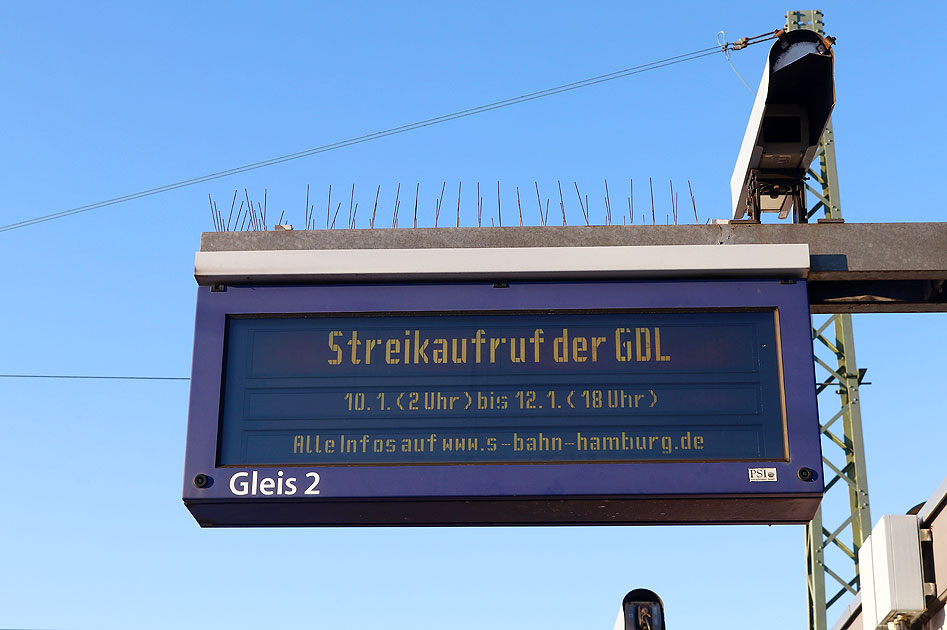 Streikaufruf der GDL
10.1.(2 Uhr) bis 12.1.(18 Uhr)
Alle Infos auf www.s-bahn-hamburg.de
Gleis 2
PSI